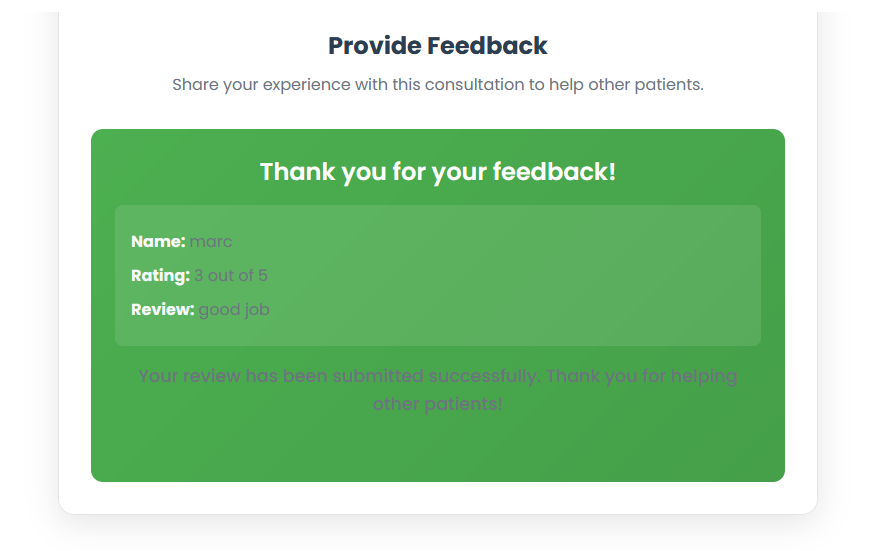 Provide Feedback
Share your experience with this consultation to help other patients.
Thank you for your feedback!
Name: marc
Rating: 3 out of 5
Review: good job
Your review has been submitted successfully. Thank you for helping
other patients!